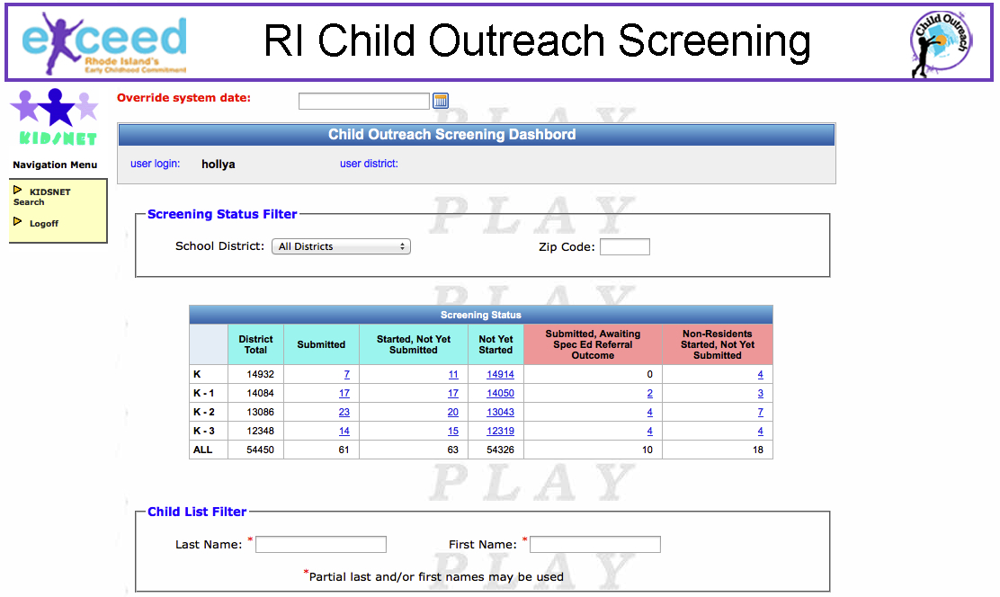 exceed
Rhode Island's
Early Childhood Commitment
RI Child Outreach Screening
Child Outreach
KIDSNET
Navigation Menu
KIDSNET
Search
Logoff
Override system date:
PLAY
Child Outreach Screening Dashbord
user login: hollya user district:
PLAY
Screening Status Filter
School District: All Districts Zip Code:
PLAY
Screening Status
District Total Submitted Started, Not Yet Submitted Not Yet Started Submitted, Awaiting Spec Ed Referral Outcome Non-Residents Started, Not Yet Submitted
K 14932 7 11 14914 0 4
K - 1 14084 17 17 14050 2 3
K - 2 13086 23 20 13043 4 7
K - 3 12348 14 15 12319 4 4
ALL 54450 61 63 54326 10 18
PLAY
Child List Filter
Last Name: * First Name: *
PLAY
*Partial last and/or first names may be used